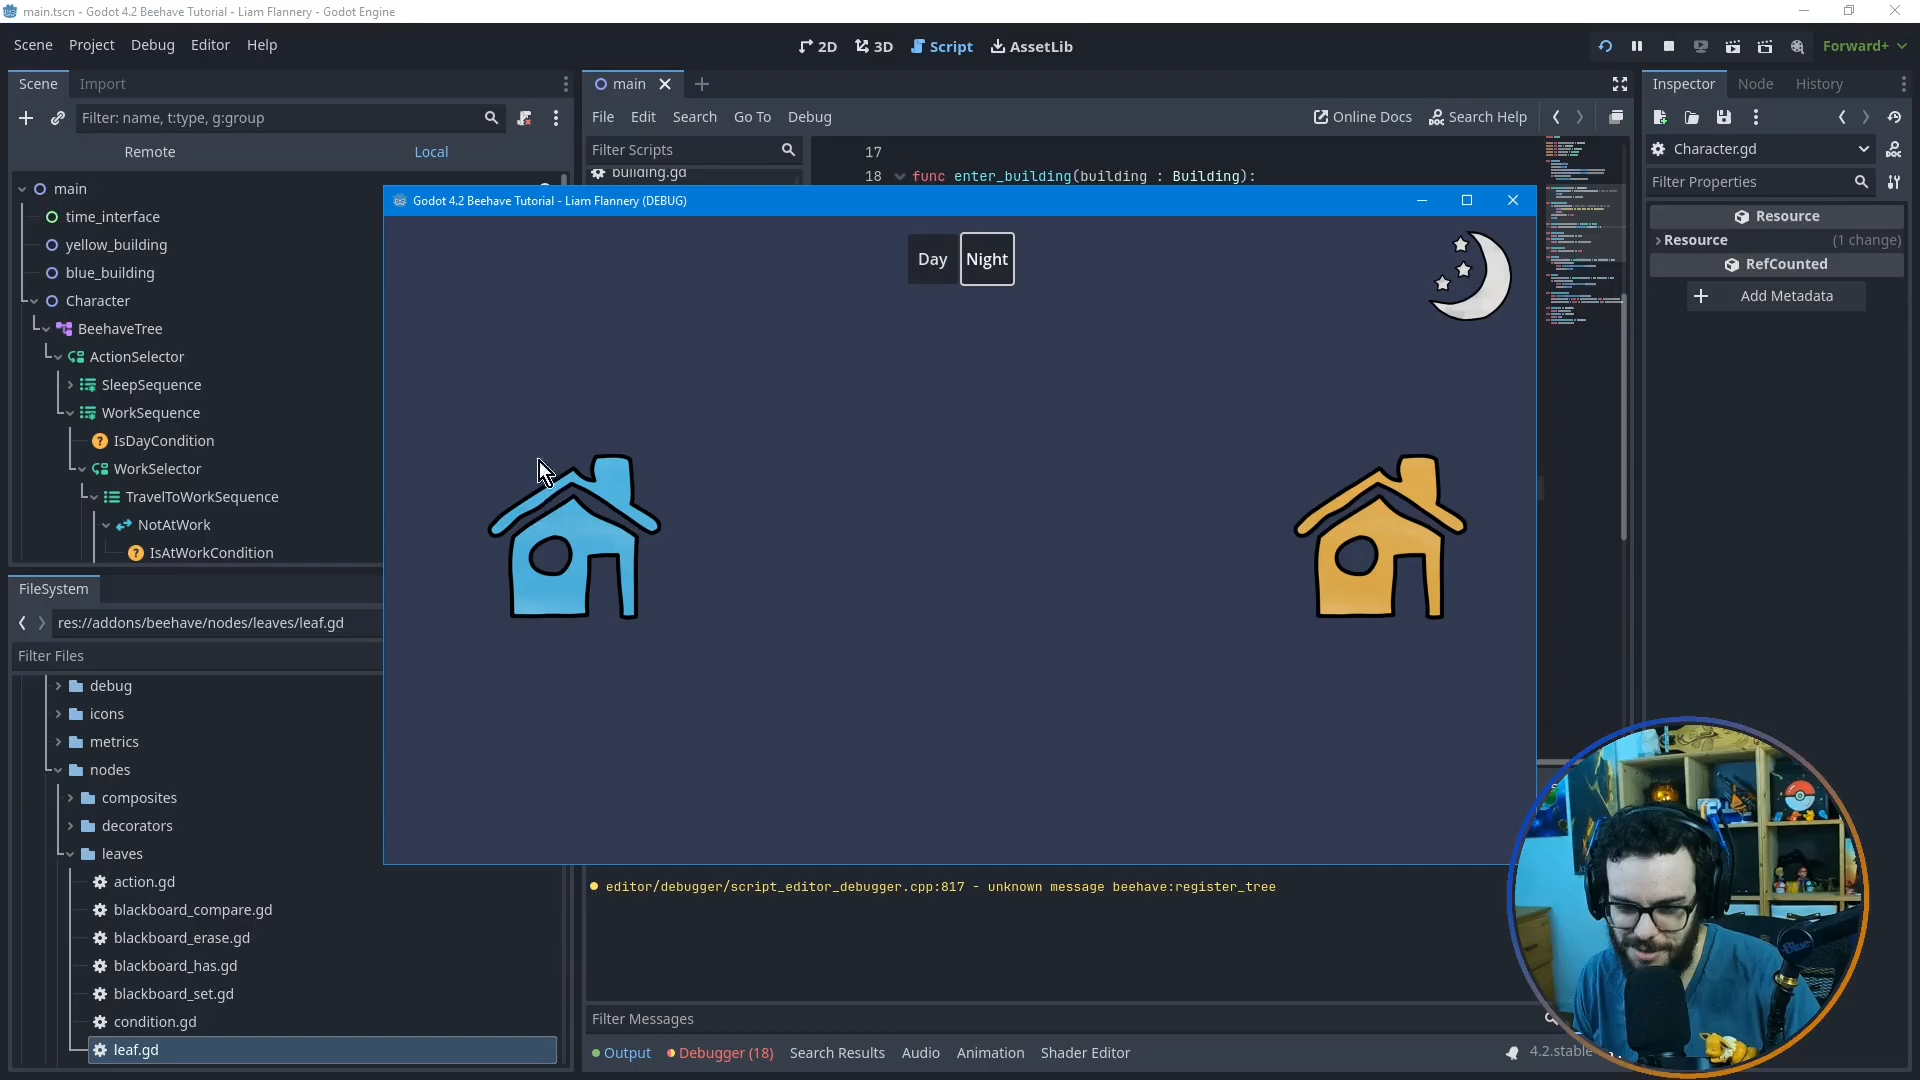 main.tscn - Godot 4.2 Beehave Tutorial - Liam Flannery - Godot Engine
Scene Project Debug Editor Help
2D 3D Script AssetLib
Forward+
Scene Import
main
Inspector Node History
Filter: name, t:type, g:group
File Edit Search Go To Debug
Online Docs Search Help
Remote Local
Filter Scripts
building.gd
17
18 func enter_building(building : Building):
Character.gd
Filter Properties
Resource
Resource (1 change)
RefCounted
Add Metadata
main
time_interface
yellow_building
blue_building
Character
BeehaveTree
ActionSelector
SleepSequence
WorkSequence
IsDayCondition
WorkSelector
TravelToWorkSequence
NotAtWork
IsAtWorkCondition
Godot 4.2 Beehave Tutorial - Liam Flannery (DEBUG)
Day Night
FileSystem
res://addons/beehave/nodes/leaves/leaf.gd
Filter Files
debug
icons
metrics
nodes
composites
decorators
leaves
action.gd
blackboard_compare.gd
blackboard_erase.gd
blackboard_has.gd
blackboard_set.gd
condition.gd
leaf.gd
editor/debugger/script_editor_debugger.cpp:817 - unknown message beehave:register_tree
Filter Messages
Output Debugger (18) Search Results Audio Animation Shader Editor
4.2.stable
Blue